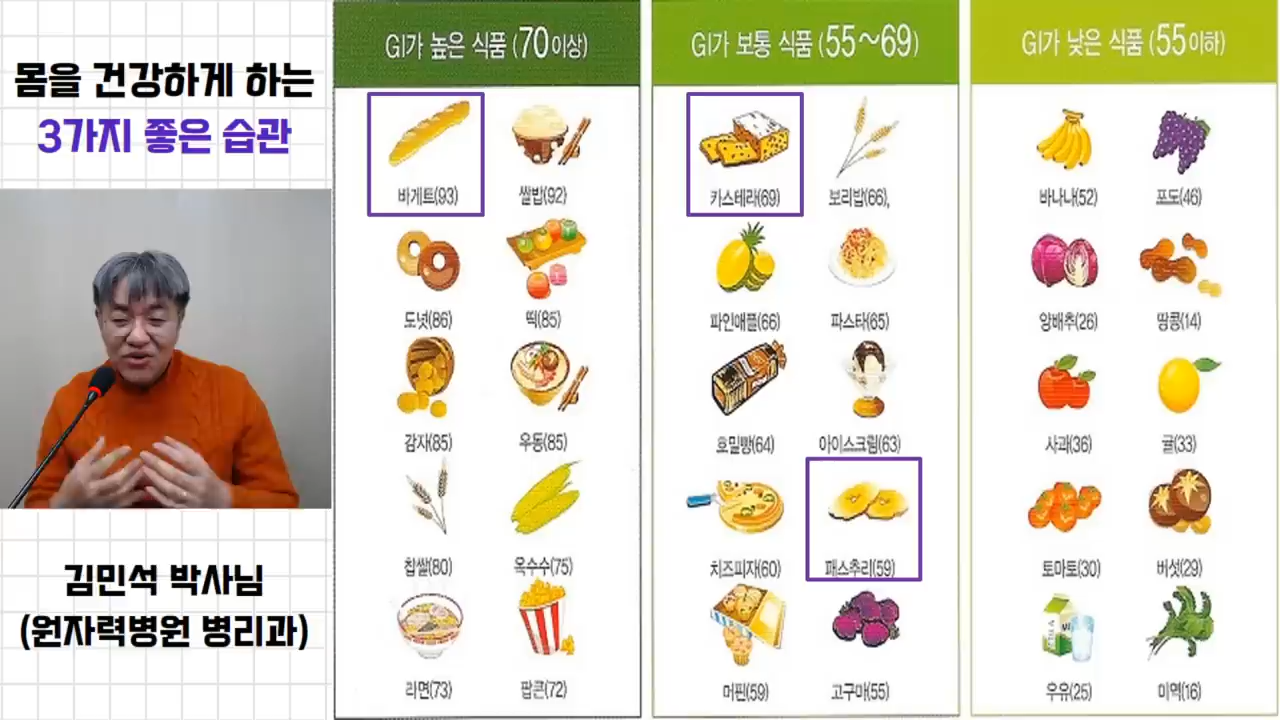 몸을 건강하게 하는
3가지 좋은 습관
김민석 박사님
(원자력병원 병리과)
GI가 높은 식품 (70이상)
바게트(93) 쌀밥(92)
도넛(86) 떡(85)
감자(85) 우동(85)
찹쌀(80) 옥수수(75)
라면(73) 팝콘(72)
GI가 보통 식품 (55~69)
카스테라(69) 보리밥(66),
파인애플(66) 파스타(65)
호밀빵(64) 아이스크림(63)
치즈피자(60) 패스추리(59)
머핀(59) 고구마(55)
GI가 낮은 식품 (55이하)
바나나(52) 포도(46)
양배추(26) 땅콩(14)
사과(36) 귤(33)
토마토(30) 버섯(29)
우유(25) 미역(16)